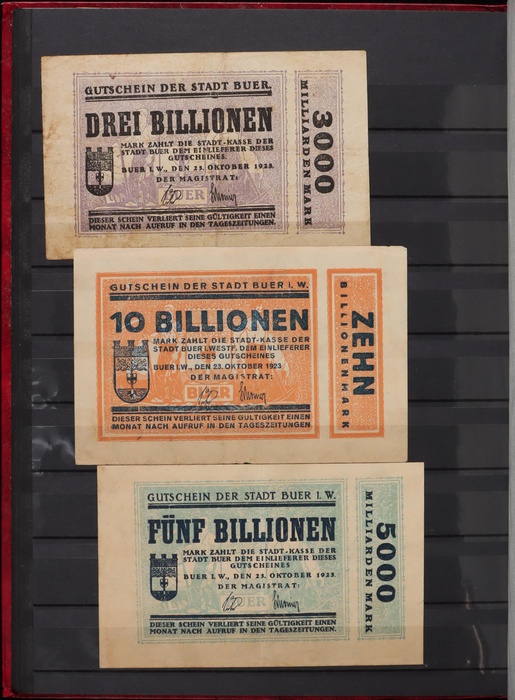 GUTSCHEIN DER STADT BUER.
DREI BILLIONEN
MARK ZAHLT DIE STADT-KASSE DER
STADT BUER DEM EINLIEFERER DIESES
GUTSCHEINES.
BUER I.W., DEN 25. OKTOBER 1923.
DER MAGISTRAT:
BUER
DIESER SCHEIN VERLIERT SEINE GÜLTIGKEIT EINEN
MONAT NACH AUFRUF IN DEN TAGESZEITUNGEN.
3000
MILLIARDEN MARK
GUTSCHEIN DER STADT BUER I. W.
10 BILLIONEN
MARK ZAHLT DIE STADT-KASSE DER
STADT BUER I.WESTF. DEM EINLIEFERER
DIESES GUTSCHEINES
BUER I.W., DEN 23. OKTOBER 1923
DER MAGISTRAT:
BUER
DIESER SCHEIN VERLIERT SEINE GÜLTIGKEIT EINEN
MONAT NACH AUFRUF IN DEN TAGESZEITUNGEN
ZEHN
BILLIONENMARK
GUTSCHEIN DER STADT BUER I. W.
FÜNF BILLIONEN
MARK ZAHLT DIE STADT-KASSE DER
STADT BUER DEM EINLIEFERER DIESES
GUTSCHEINES
BUER I.W., DEN 25. OKTOBER 1923.
DER MAGISTRAT:
BUER
DIESER SCHEIN VERLIERT SEINE GÜLTIGKEIT EINEN
MONAT NACH AUFRUF IN DEN TAGESZEITUNGEN.
5000
MILLIARDEN MARK